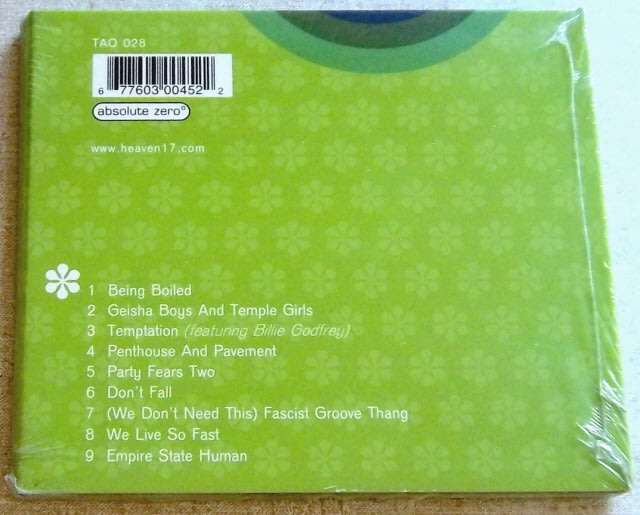 TAO 028
6 77603 00452 2
absolute zero°
www.heaven17.com
1 Being Boiled
2 Geisha Boys And Temple Girls
3 Temptation (featuring Billie Godfrey)
4 Penthouse And Pavement
5 Party Fears Two
6 Don't Fall
7 (We Don't Need This) Fascist Groove Thang
8 We Live So Fast
9 Empire State Human